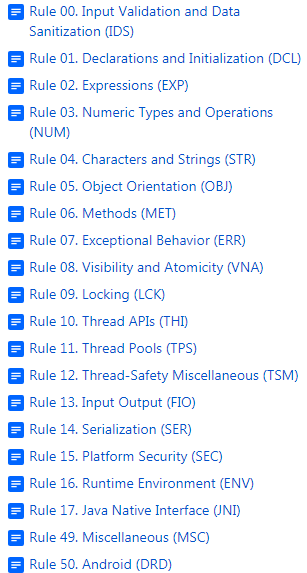 Rule 00. Input Validation and Data
Sanitization (IDS)
Rule 01. Declarations and Initialization (DCL)
Rule 02. Expressions (EXP)
Rule 03. Numeric Types and Operations
(NUM)
Rule 04. Characters and Strings (STR)
Rule 05. Object Orientation (OBJ)
Rule 06. Methods (MET)
Rule 07. Exceptional Behavior (ERR)
Rule 08. Visibility and Atomicity (VNA)
Rule 09. Locking (LCK)
Rule 10. Thread APIs (THI)
Rule 11. Thread Pools (TPS)
Rule 12. Thread-Safety Miscellaneous (TSM)
Rule 13. Input Output (FIO)
Rule 14. Serialization (SER)
Rule 15. Platform Security (SEC)
Rule 16. Runtime Environment (ENV)
Rule 17. Java Native Interface (JNI)
Rule 49. Miscellaneous (MSC)
Rule 50. Android (DRD)